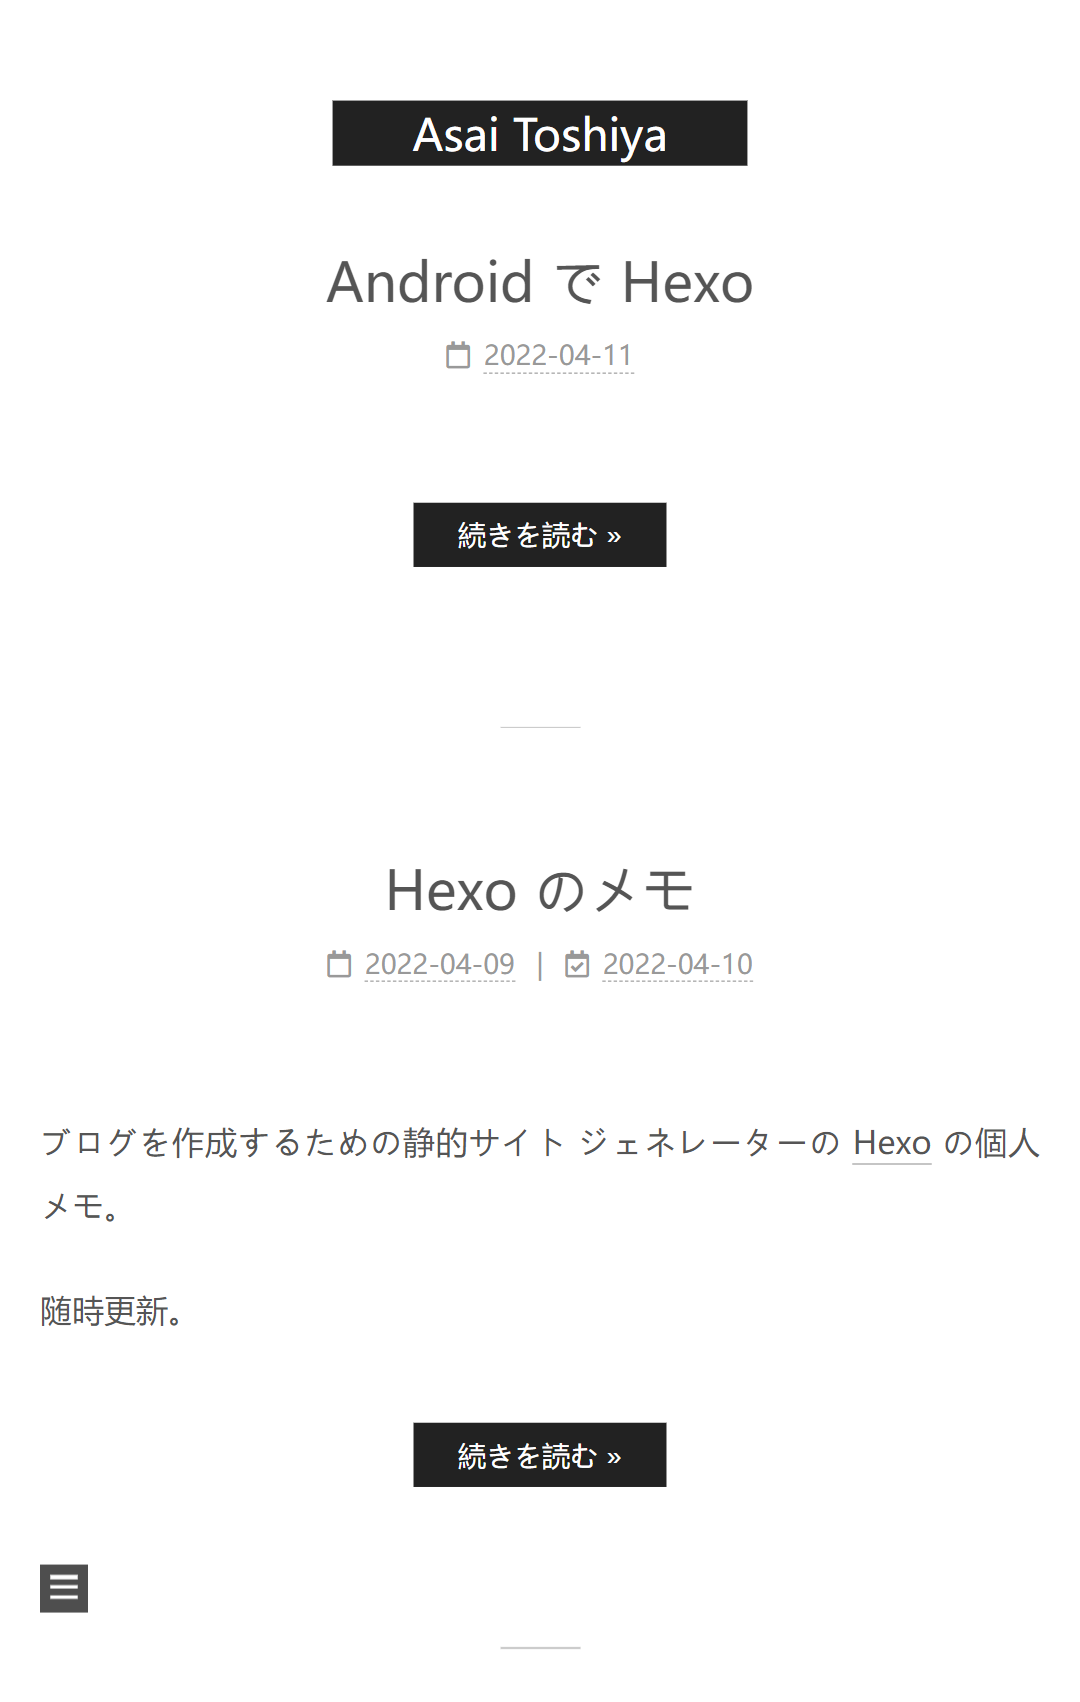 Asai Toshiya
Android で Hexo
2022-04-11
続きを読む »
Hexo のメモ
2022-04-09 | 2022-04-10
ブログを作成するための静的サイト ジェネレーターの Hexo の個人
メモ。
随時更新。
続きを読む »